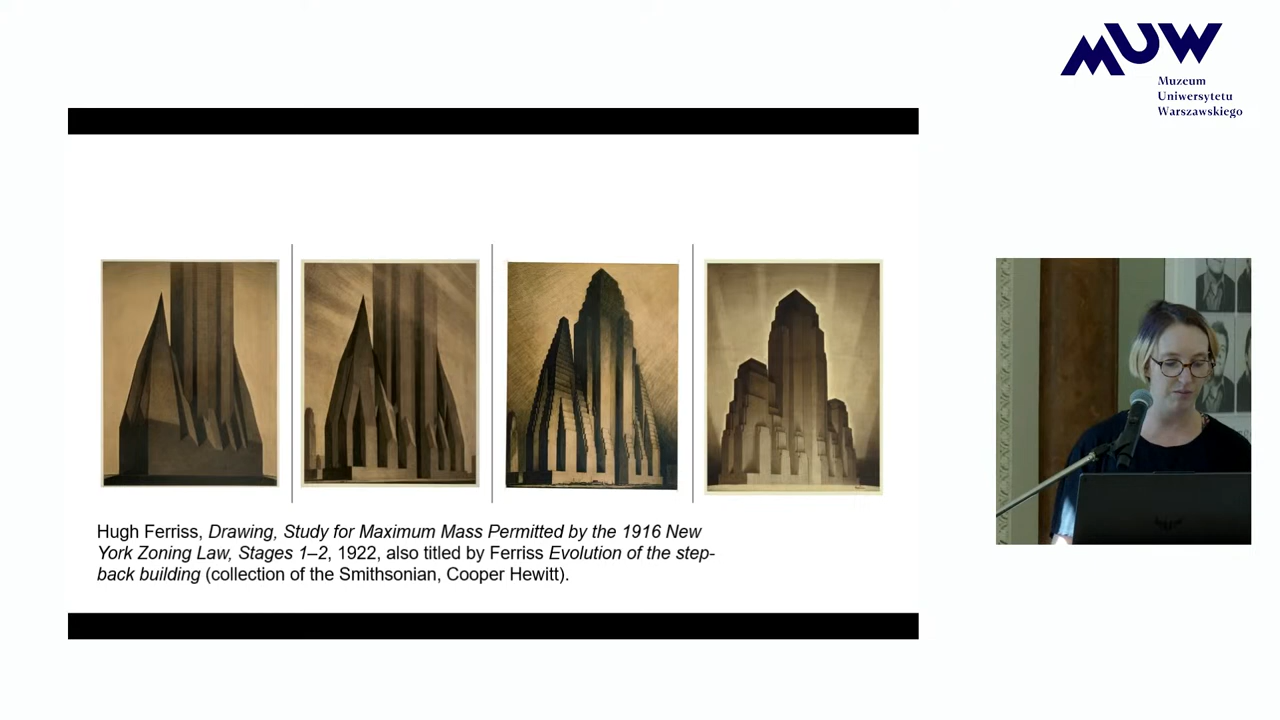 MUW
Muzeum
Uniwersytetu
Warszawskiego
Hugh Ferriss, Drawing, Study for Maximum Mass Permitted by the 1916 New
York Zoning Law, Stages 1–2, 1922, also titled by Ferriss Evolution of the step-
back building (collection of the Smithsonian, Cooper Hewitt).